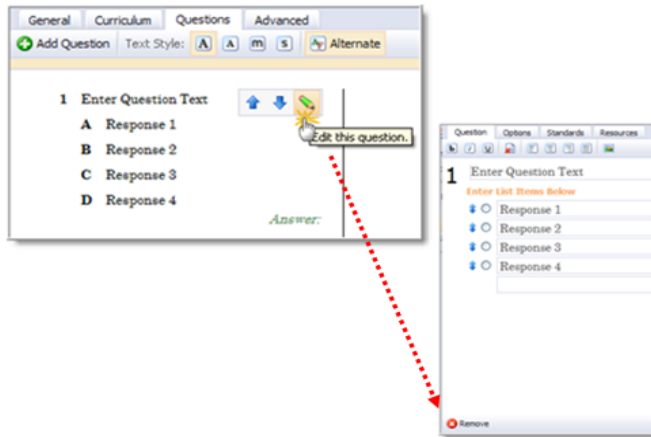 General Curriculum Questions Advanced
Add Question Text Style: A A m s Alternate
1 Enter Question Text
Edit this question.
A Response 1
B Response 2
C Response 3
D Response 4
Answer:
Question Options Standards Resources
b i u
1 Enter Question Text
Enter List Items Below
Response 1
Response 2
Response 3
Response 4
Remove